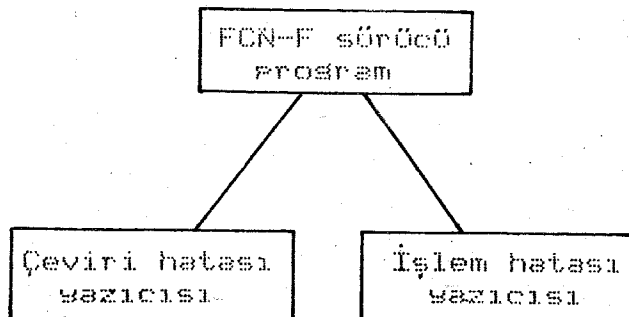 FCN-F sürücü
program
Çeviri hatası
yazıcısı
İşlem hatası
yazıcısı